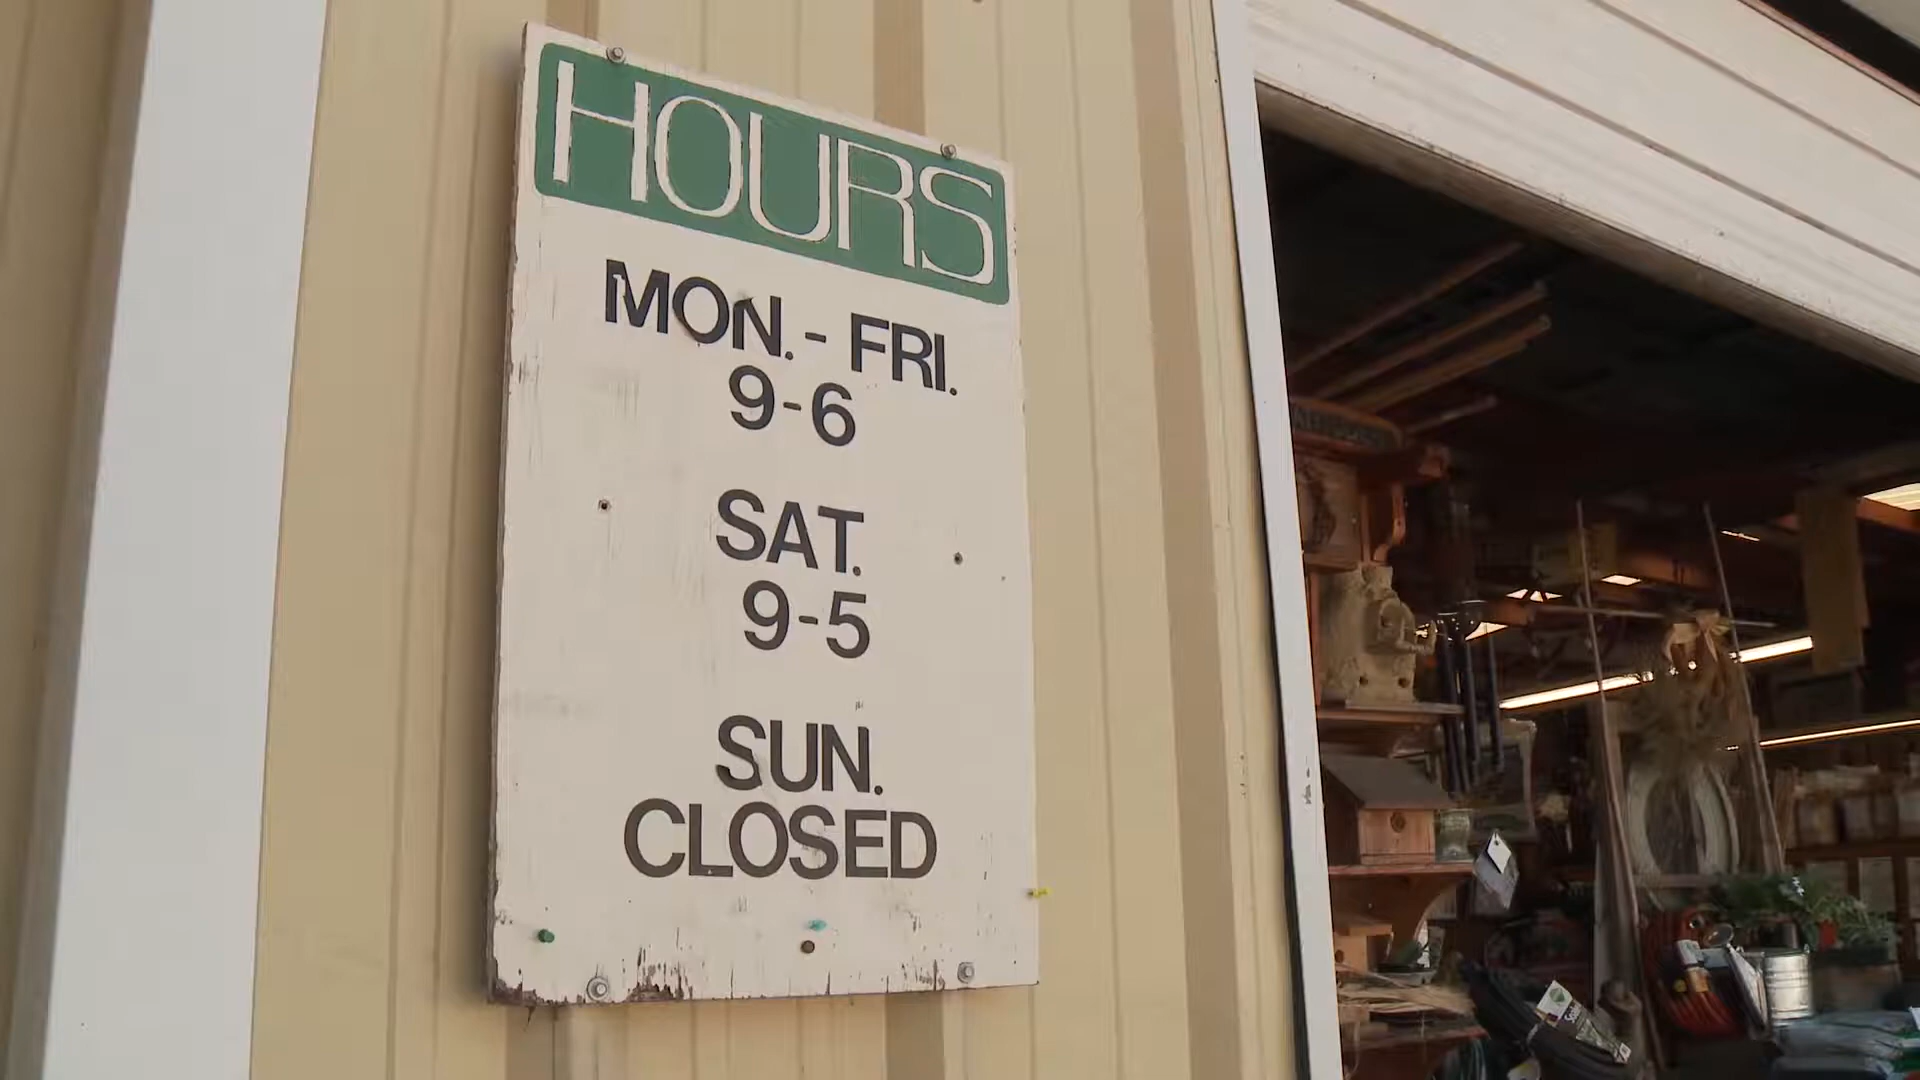 HOURS
MON. - FRI.
9-6
SAT.
9-5
SUN.
CLOSED